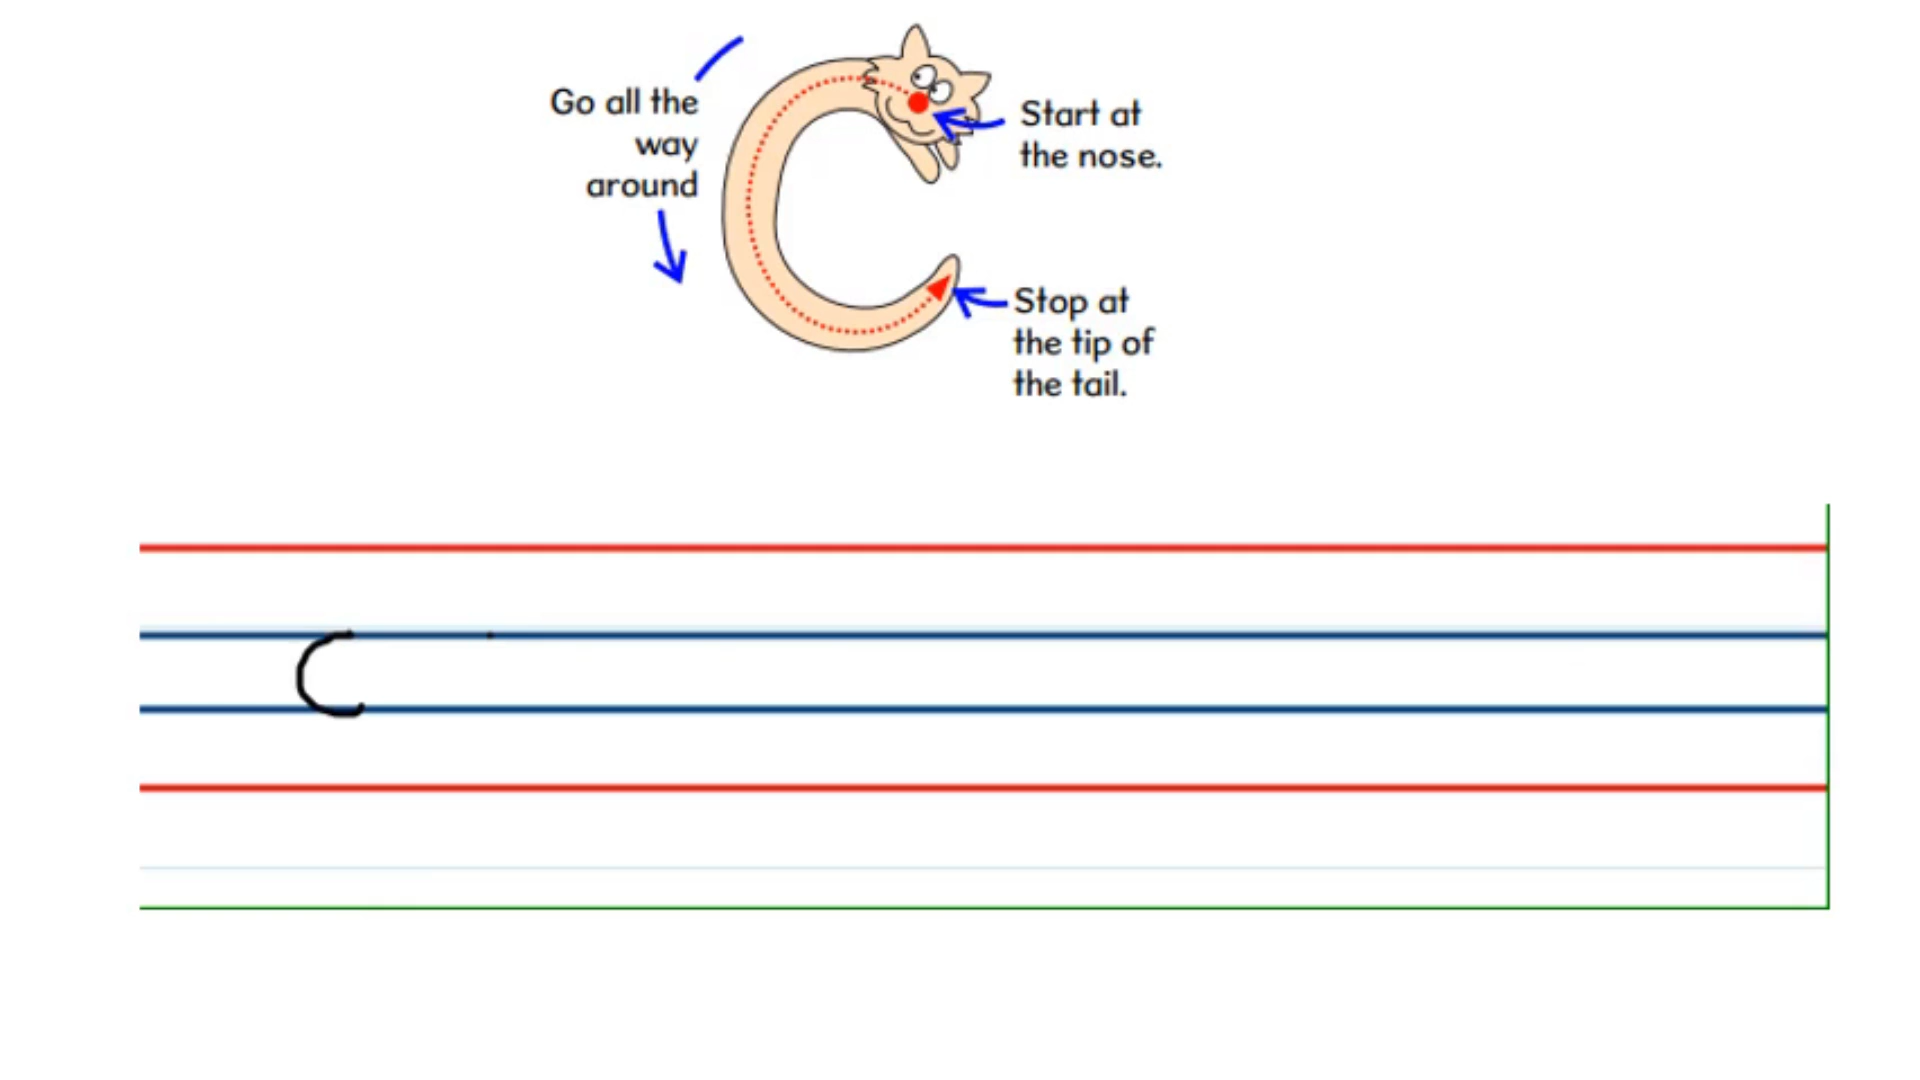 Go all the
way
around
Start at
the nose.
Stop at
the tip of
the tail.
c